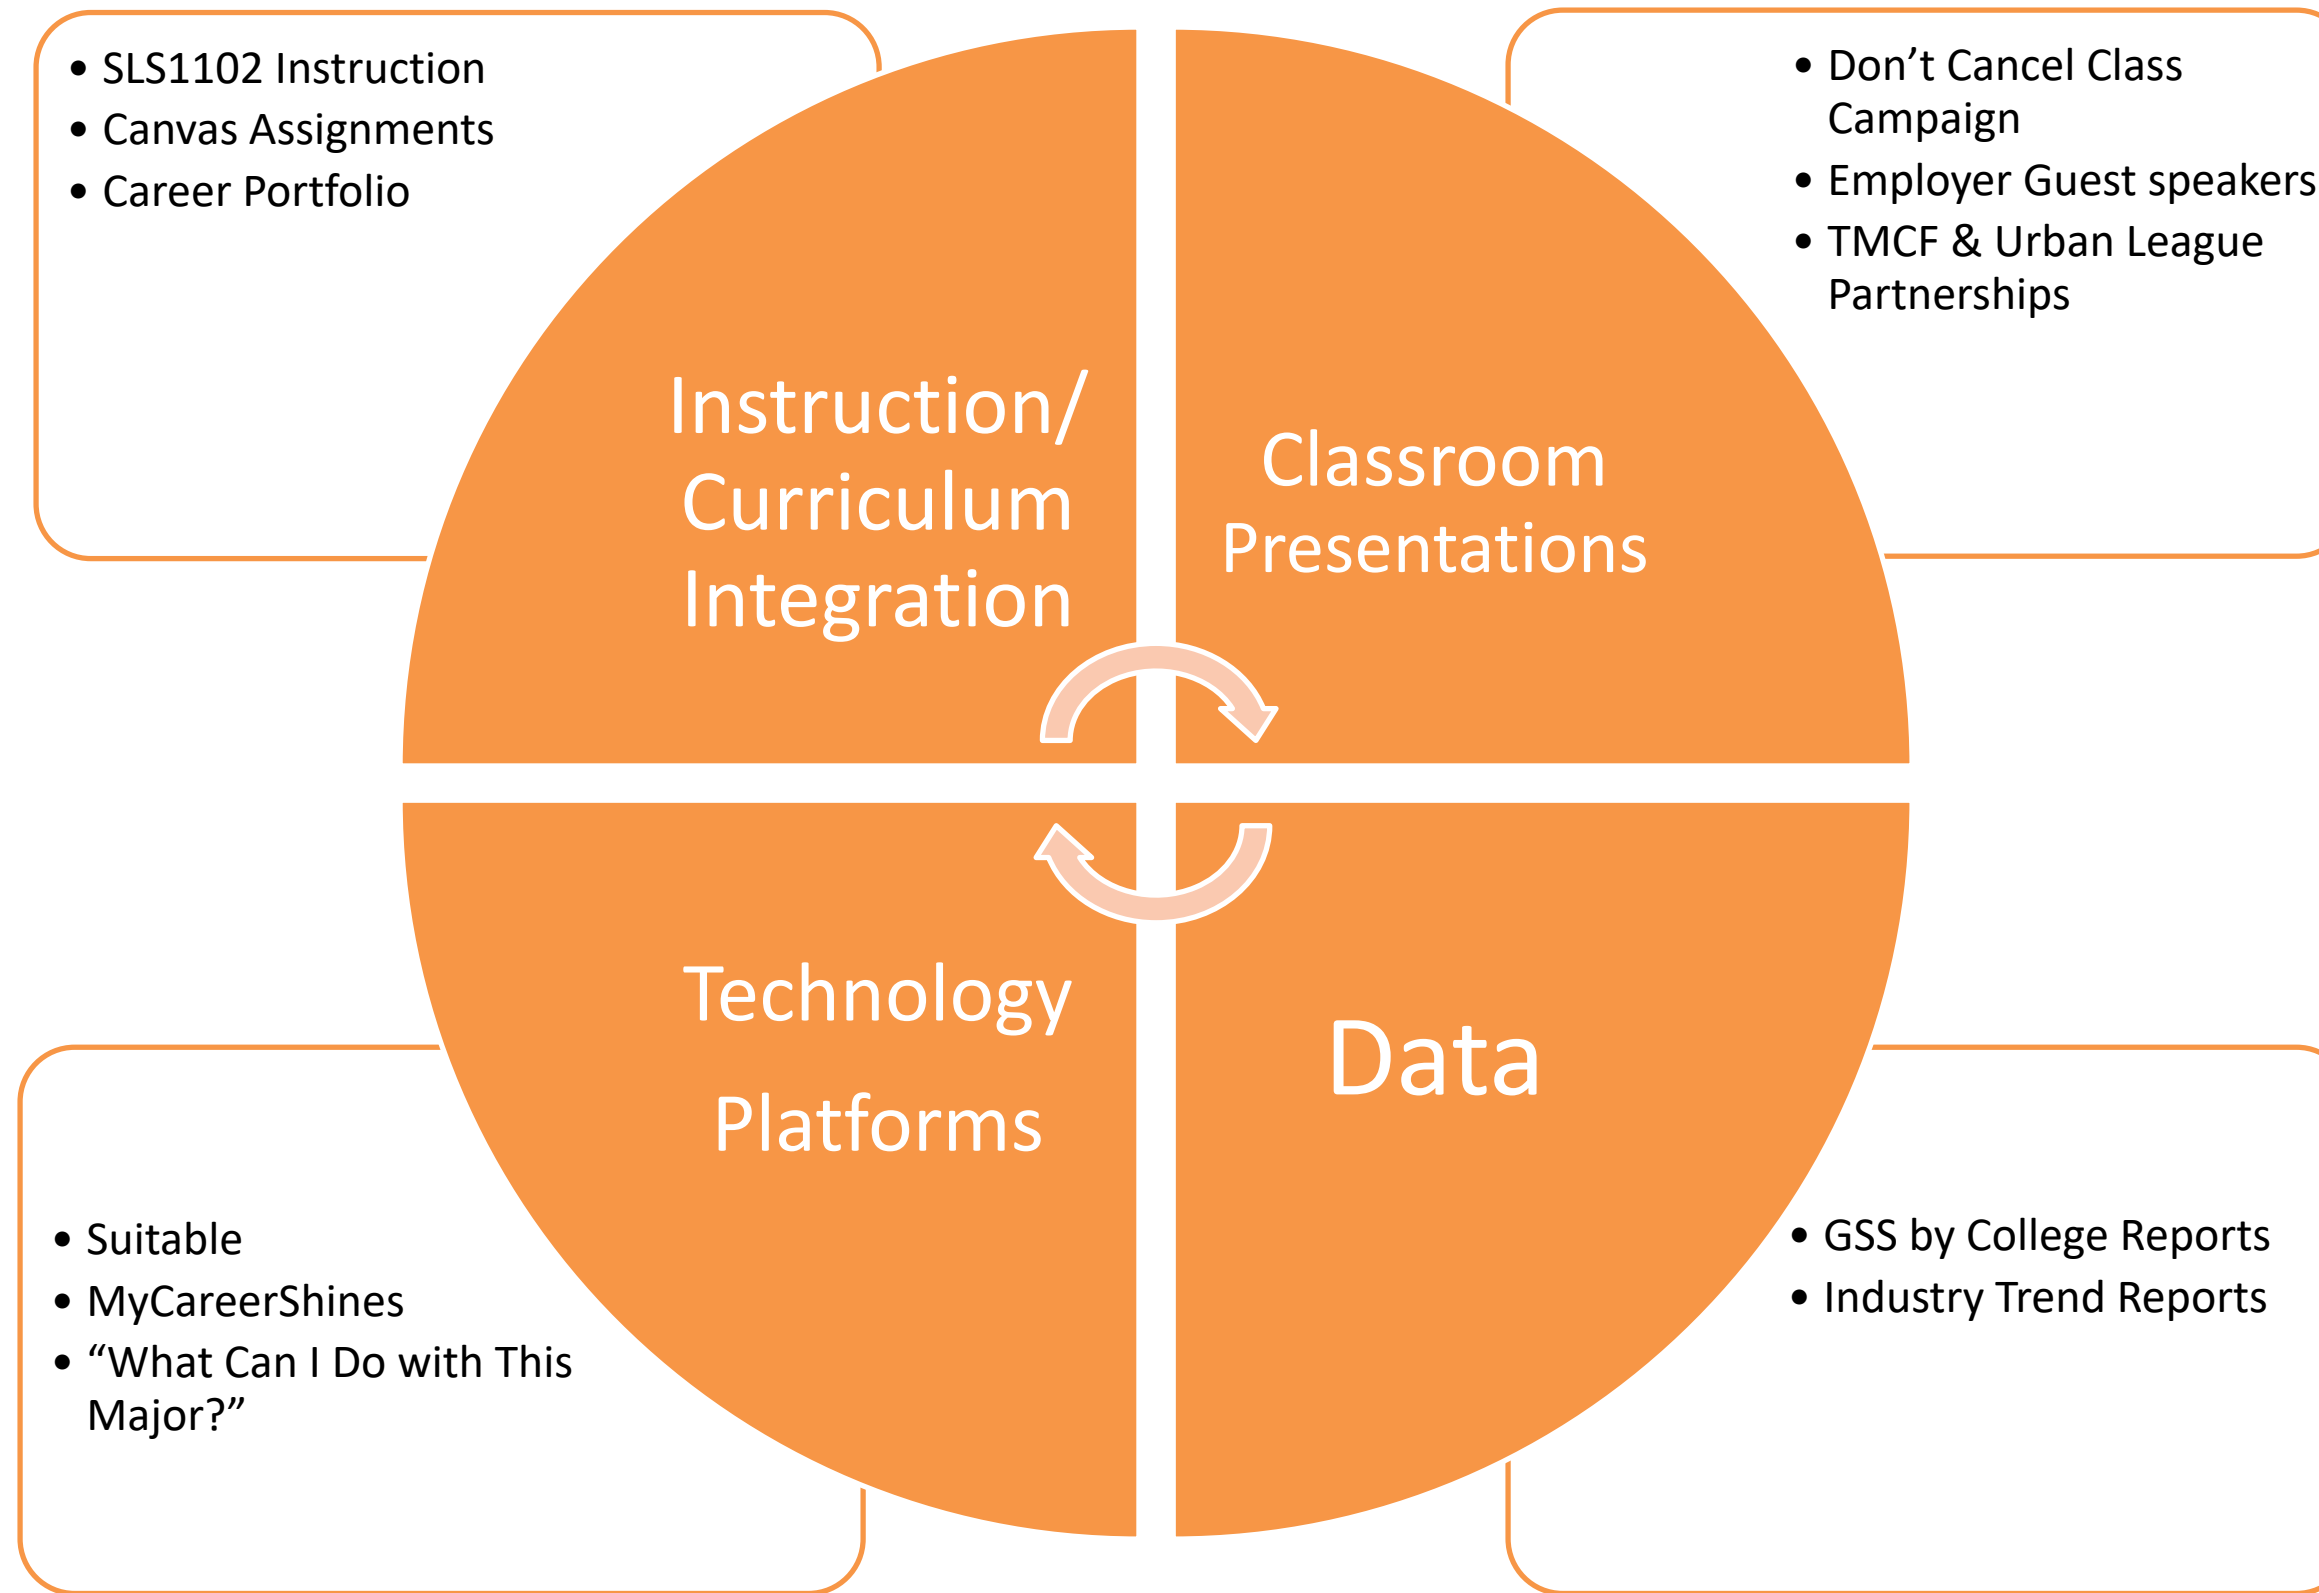 • SLS1102 Instruction
• Canvas Assignments
• Career Portfolio
• Don’t Cancel Class
Campaign
• Employer Guest speakers
• TMCF & Urban League
Partnerships
Instruction/
Curriculum
Integration
Classroom
Presentations
Technology
Platforms
Data
• Suitable
• MyCareerShines
• “What Can I Do with This
Major?”
• GSS by College Reports
• Industry Trend Reports